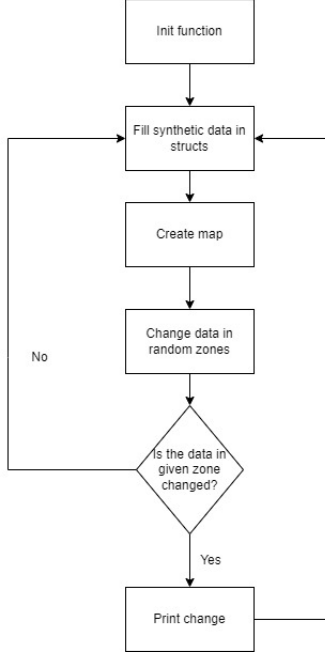 Init function
Fill synthetic data in
structs
Create map
Change data in
random zones
No
Is the data in
given zone
changed?
Yes
Print change